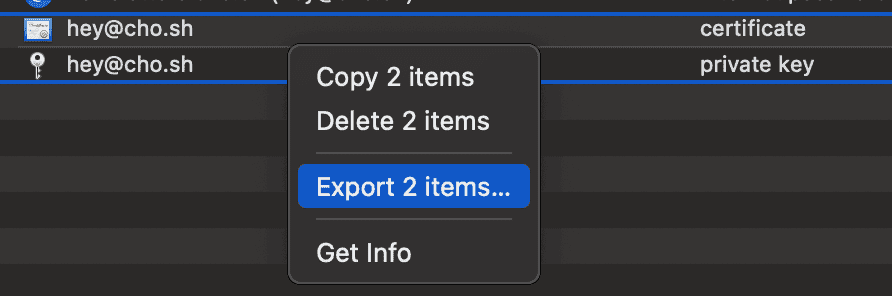 hey@cho.sh certificate
hey@cho.sh private key
Copy 2 items
Delete 2 items
Export 2 items...
Get Info